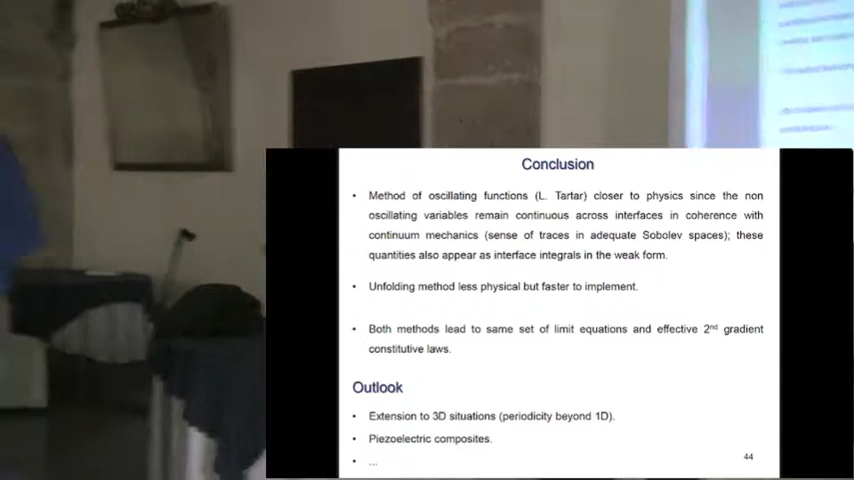 Conclusion
• Method of oscillating functions (L. Tartar) closer to physics since the non
oscillating variables remain continuous across interfaces in coherence with
continuum mechanics (sense of traces in adequate Sobolev spaces); these
quantities also appear as interface integrals in the weak form.
• Unfolding method less physical but faster to implement.
• Both methods lead to same set of limit equations and effective 2nd gradient
constitutive laws.
Outlook
• Extension to 3D situations (periodicity beyond 1D).
• Piezoelectric composites.
• ...
44